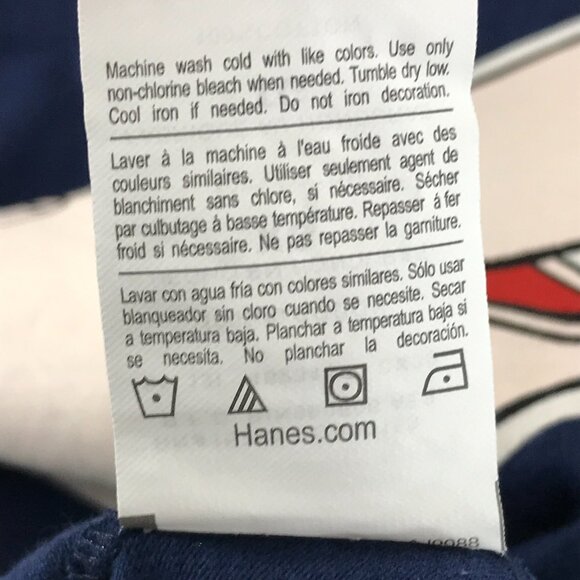 Machine wash cold with like colors. Use only
non-chlorine bleach when needed. Tumble dry low.
Cool iron if needed. Do not iron decoration.
Laver à la machine à l'eau froide avec des
couleurs similaires. Utiliser seulement agent de
blanchiment sans chlore, si nécessaire. Sécher
par culbutage à basse température. Repasser á fer
froid si nécessaire. Ne pas repasser la garniture.
Lavar con agua fría con colores similares. Sólo usar
blanqueador sin cloro cuando se necesite. Secar
a temperatura baja. Planchar a temperatura baja si
se necesita. No planchar la decoración.
Hanes.com